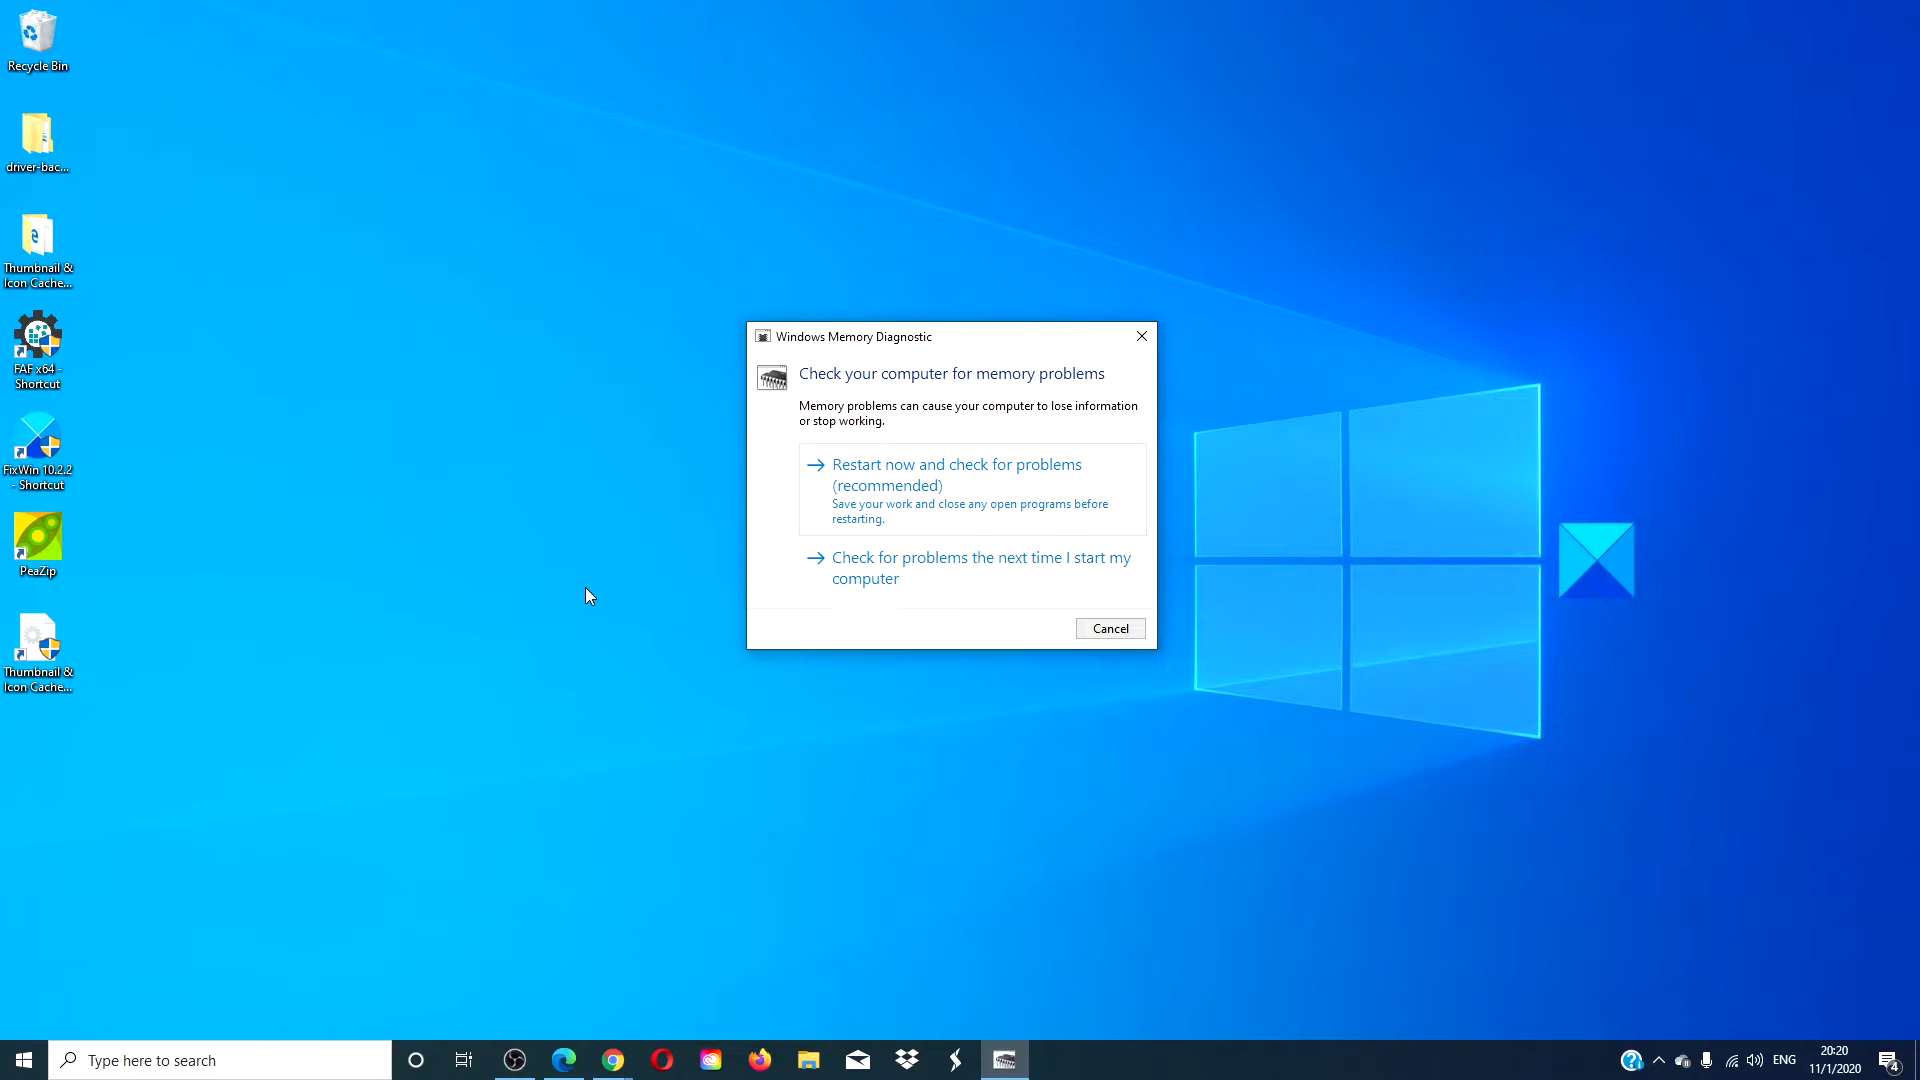 Recycle Bin
driver-bac...
Thumbnail &
Icon Cache...
FAF x64 -
Shortcut
FixWin 10.2.2
- Shortcut
PeaZip
Thumbnail &
Icon Cache...
Windows Memory Diagnostic
Check your computer for memory problems
Memory problems can cause your computer to lose information
or stop working.
Restart now and check for problems
(recommended)
Save your work and close any open programs before
restarting.
Check for problems the next time I start my
computer
Cancel
Type here to search
ENG
20:20
11/1/2020
4